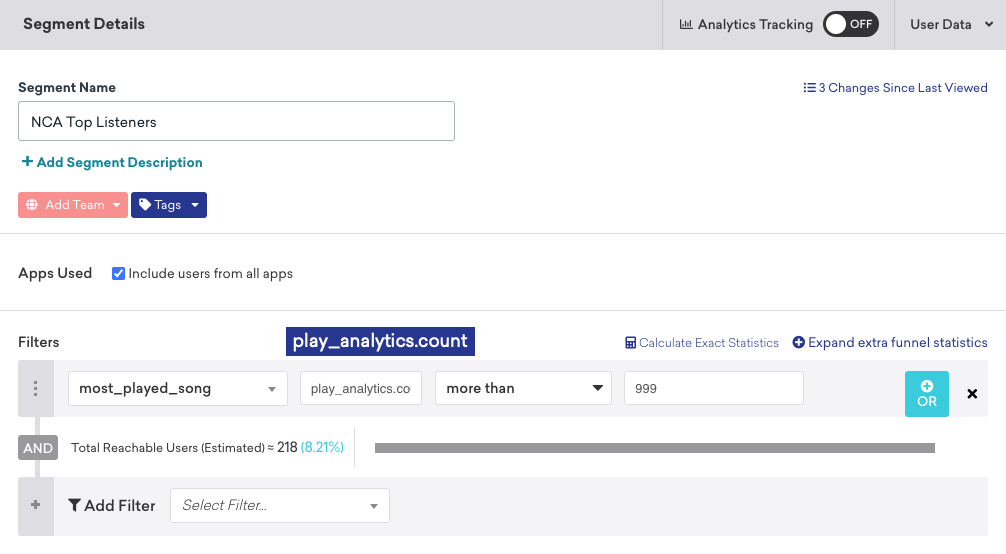 Segment Details
Analytics Tracking OFF
User Data
Segment Name
3 Changes Since Last Viewed
NCA Top Listeners
+ Add Segment Description
Add Team
Tags
Apps Used
Include users from all apps
Filters
play_analytics.count
Calculate Exact Statistics
Expand extra funnel statistics
most_played_song
play_analytics.co
more than
999
OR
AND
Total Reachable Users (Estimated) ≈ 218 (8.21%)
+
Add Filter
Select Filter...